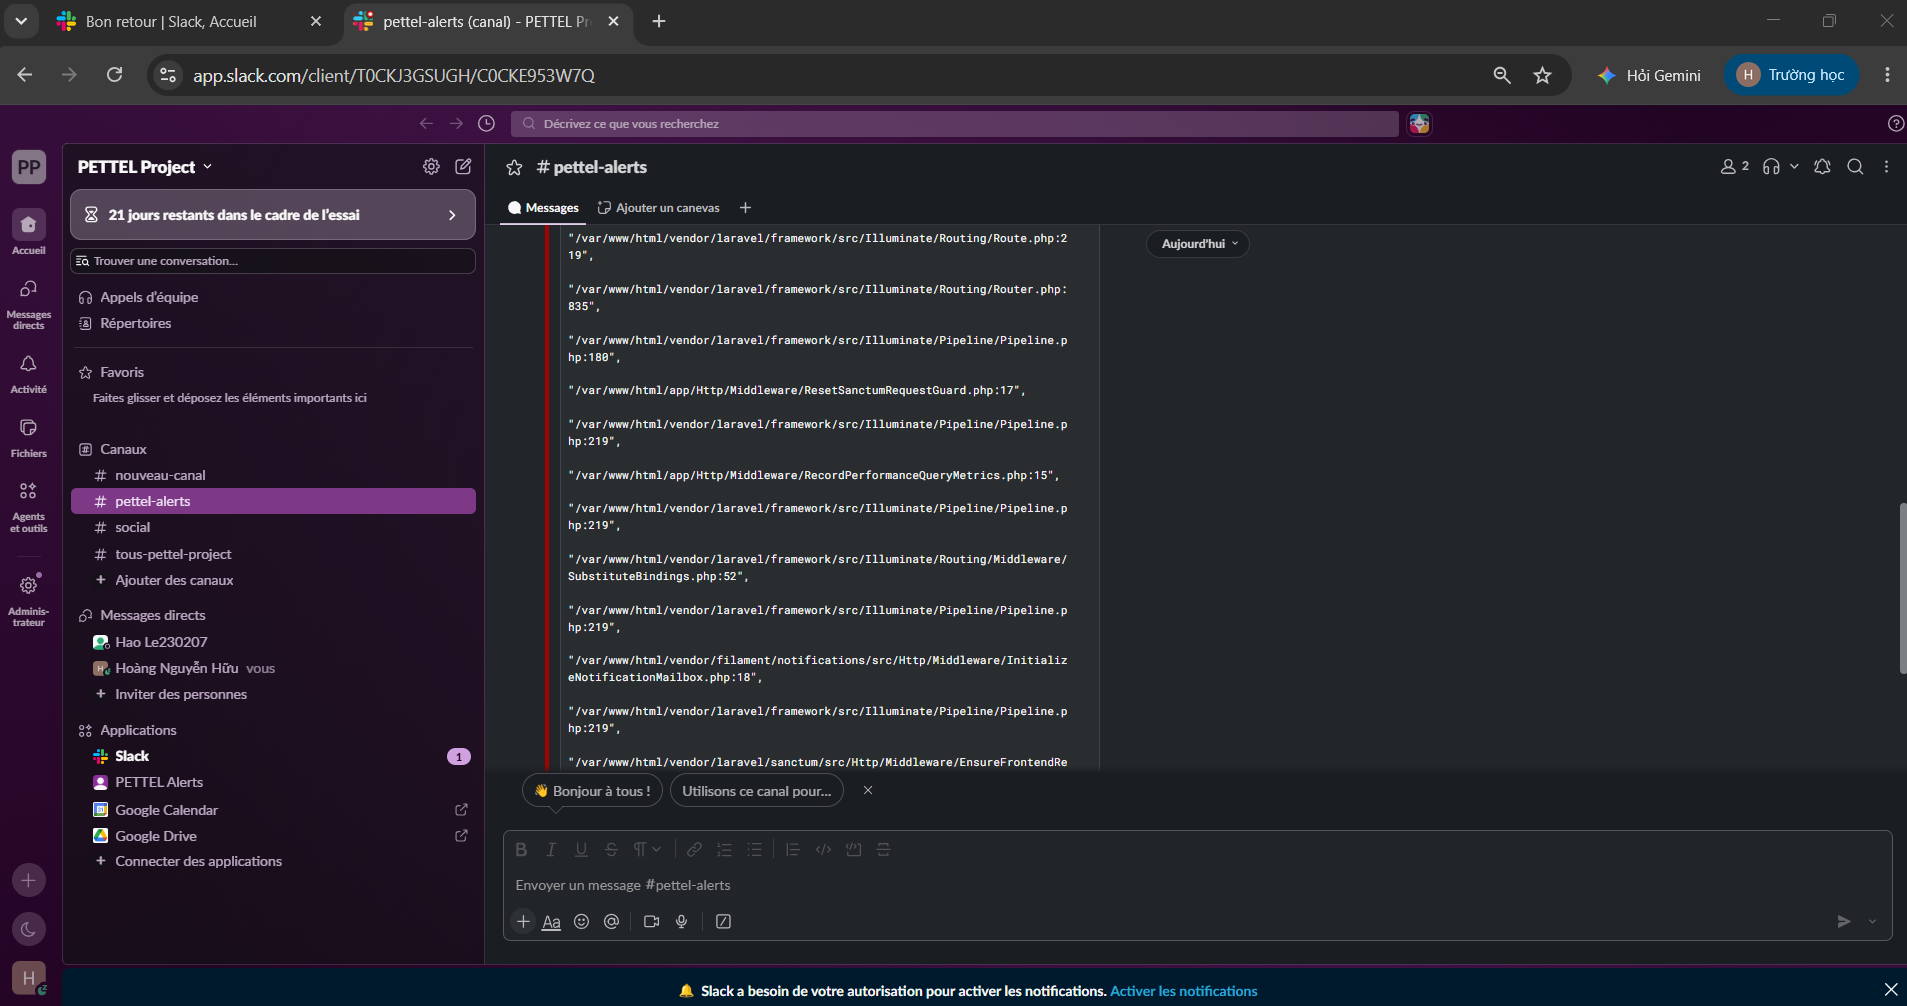 Bon retour | Slack, Accueil
pettel-alerts (canal) - PETTEL Pr
app.slack.com/client/T0CKJ3GSUGH/C0CKE953W7Q
Hỏi Gemini
H
Trường học
Décrivez ce que vous recherchez
PP
Accueil
Messages
directs
Activité
Fichiers
Agents
et outils
Adminis-
trateur
H
PETTEL Project
21 jours restants dans le cadre de l'essai
Trouver une conversation...
Appels d'équipe
Répertoires
Favoris
Faites glisser et déposez les éléments importants ici
Canaux
# nouveau-canal
# pettel-alerts
# social
# tous-pettel-project
+ Ajouter des canaux
Messages directs
Hao Le230207
Hoàng Nguyễn Hữu vous
+ Inviter des personnes
Applications
Slack 1
PETTEL Alerts
Google Calendar
Google Drive
+ Connecter des applications
# pettel-alerts
2
Messages
Ajouter un canevas
+
Aujourd'hui
"/var/www/html/vendor/laravel/framework/src/Illuminate/Routing/Route.php:2
19",
"/var/www/html/vendor/laravel/framework/src/Illuminate/Routing/Router.php:
835",
"/var/www/html/vendor/laravel/framework/src/Illuminate/Pipeline/Pipeline.p
hp:180",
"/var/www/html/app/Http/Middleware/ResetSanctumRequestGuard.php:17",
"/var/www/html/vendor/laravel/framework/src/Illuminate/Pipeline/Pipeline.p
hp:219",
"/var/www/html/app/Http/Middleware/RecordPerformanceQueryMetrics.php:15",
"/var/www/html/vendor/laravel/framework/src/Illuminate/Pipeline/Pipeline.p
hp:219",
"/var/www/html/vendor/laravel/framework/src/Illuminate/Routing/Middleware/
SubstituteBindings.php:52",
"/var/www/html/vendor/laravel/framework/src/Illuminate/Pipeline/Pipeline.p
hp:219",
"/var/www/html/vendor/filament/notifications/src/Http/Middleware/Initializ
eNotificationMailbox.php:18",
"/var/www/html/vendor/laravel/framework/src/Illuminate/Pipeline/Pipeline.p
hp:219",
"/var/www/html/vendor/laravel/sanctum/src/Http/Middleware/EnsureFrontendRe
👋 Bonjour à tous !
Utilisons ce canal pour...
B I U S
Envoyer un message #pettel-alerts
Aa
🔔 Slack a besoin de votre autorisation pour activer les notifications. Activer les notifications